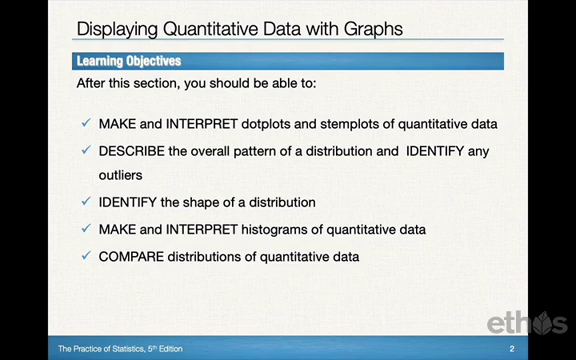 Displaying Quantitative Data with Graphs
Learning Objectives
After this section, you should be able to:
✓ MAKE and INTERPRET dotplots and stemplots of quantitative data
✓ DESCRIBE the overall pattern of a distribution and IDENTIFY any
outliers
✓ IDENTIFY the shape of a distribution
✓ MAKE and INTERPRET histograms of quantitative data
✓ COMPARE distributions of quantitative data
ethos
The Practice of Statistics, 5th Edition 2